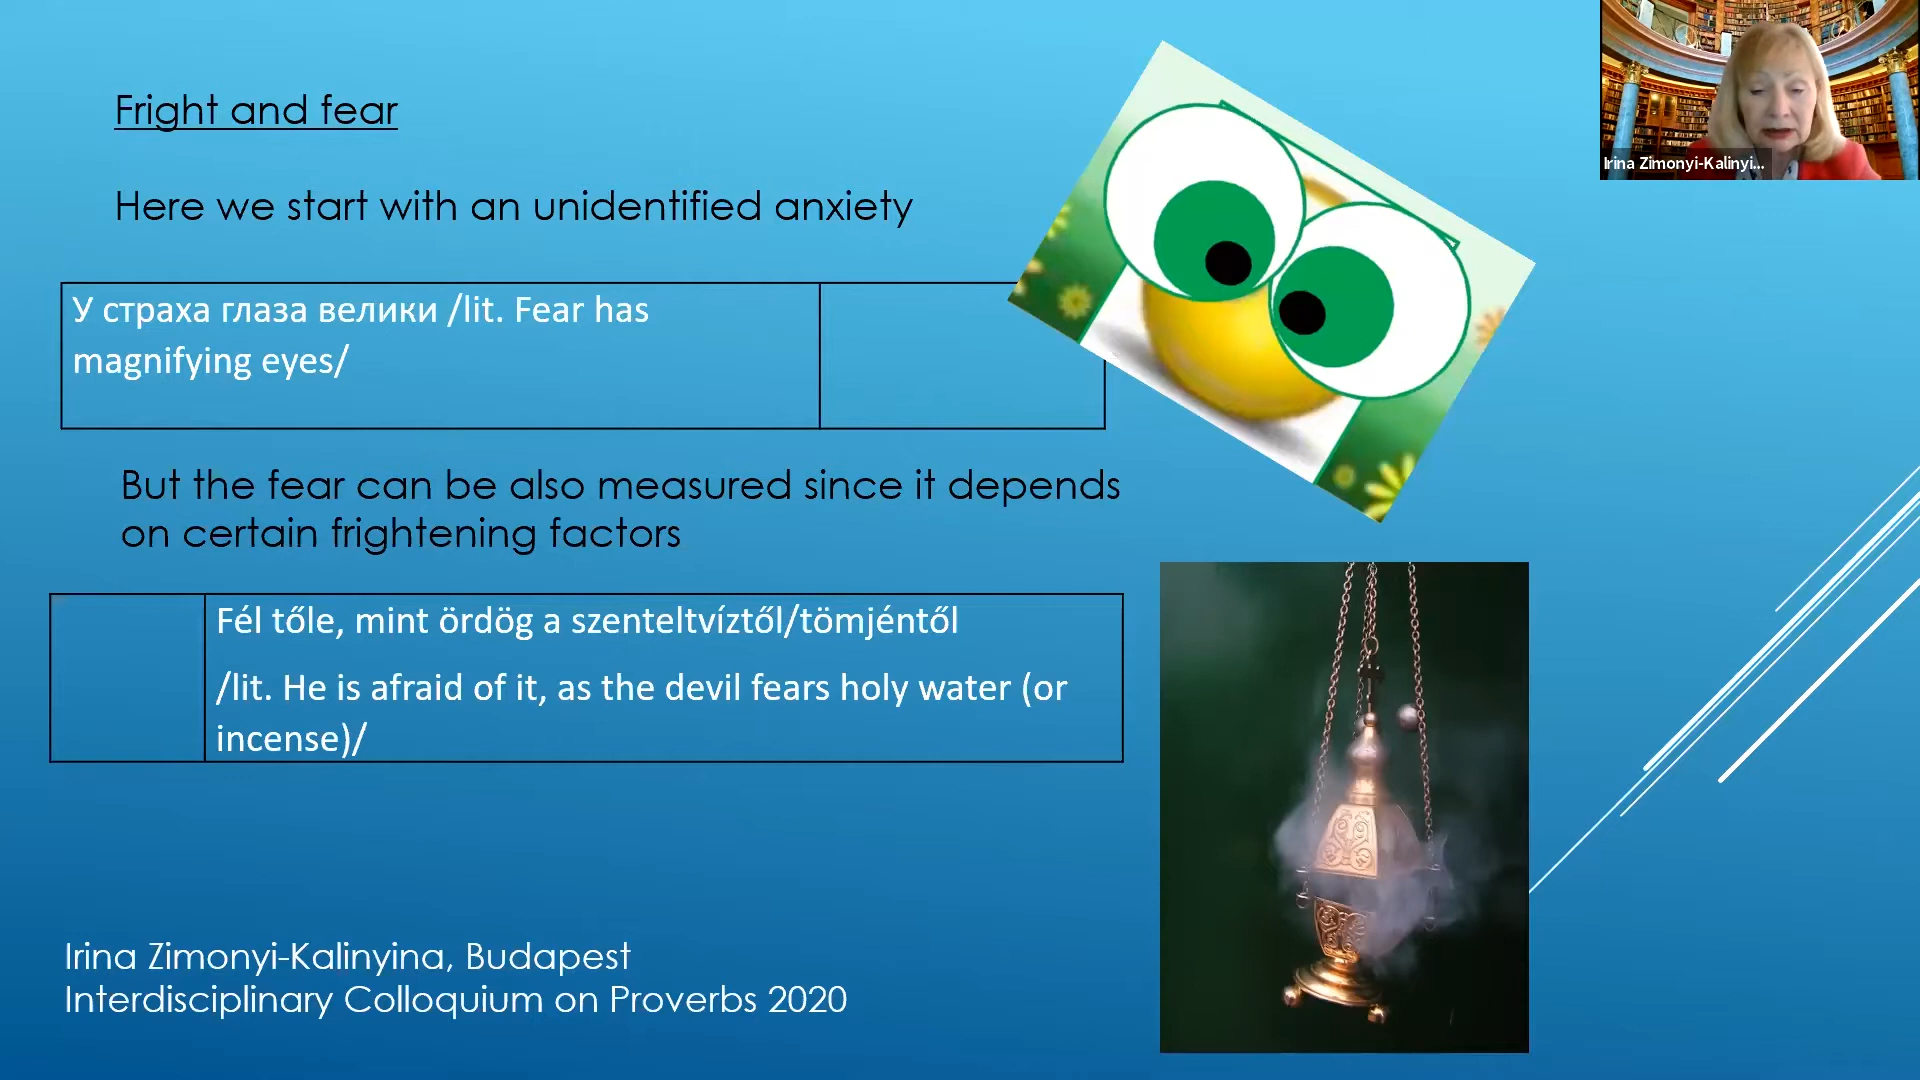 Fright and fear
Here we start with an unidentified anxiety
У страха глаза велики /lit. Fear has
magnifying eyes/
But the fear can be also measured since it depends
on certain frightening factors
Fél tőle, mint ördög a szenteltvíztől/tömjéntől
/lit. He is afraid of it, as the devil fears holy water (or
incense)/
Irina Zimonyi-Kalinyina, Budapest
Interdisciplinary Colloquium on Proverbs 2020
Irina Zimonyi-Kalinyi...